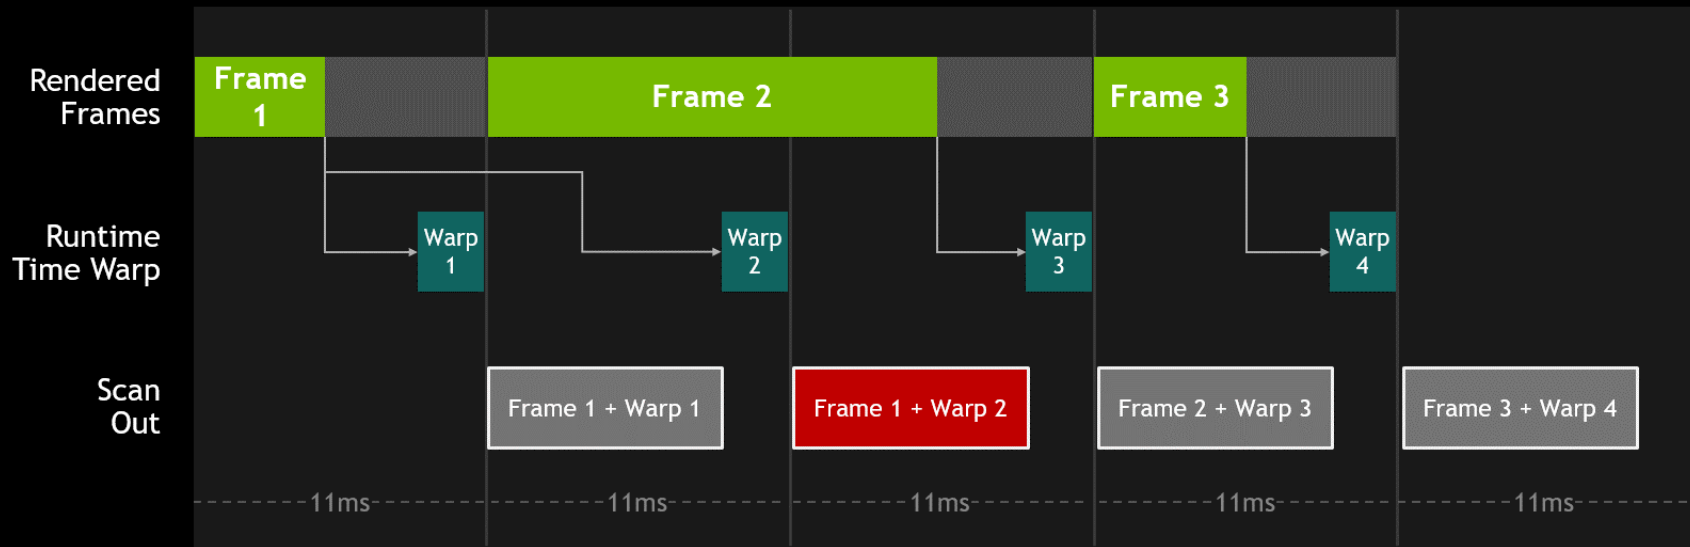 Rendered
Frames
Frame
1
Frame 2
Frame 3
Runtime
Time Warp
Warp
1
Warp
2
Warp
3
Warp
4
Scan
Out
Frame 1 + Warp 1
Frame 1 + Warp 2
Frame 2 + Warp 3
Frame 3 + Warp 4
11ms
11ms
11ms
11ms
11ms